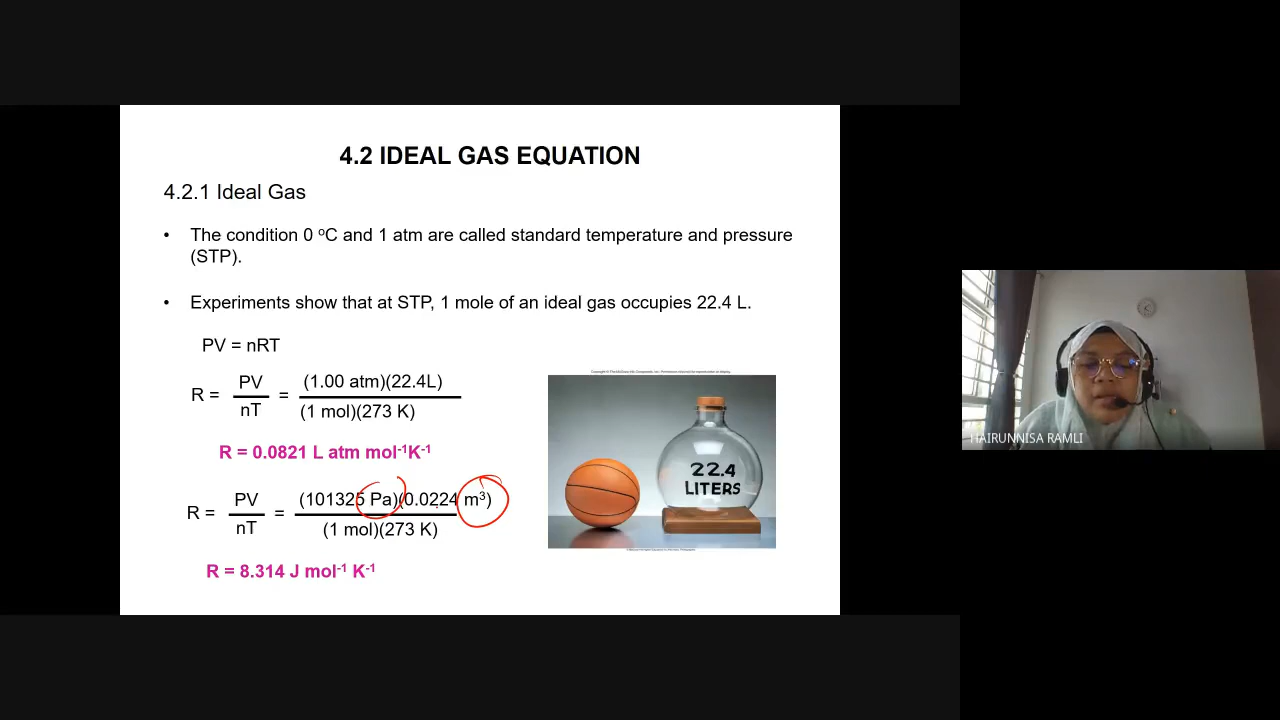 4.2 IDEAL GAS EQUATION
4.2.1 Ideal Gas
• The condition 0 ⁰C and 1 atm are called standard temperature and pressure
(STP).
• Experiments show that at STP, 1 mole of an ideal gas occupies 22.4 L.
PV = nRT
R = PV/nT = (1.00 atm)(22.4L)/(1 mol)(273 K)
R = 0.0821 L atm mol⁻¹K⁻¹
R = PV/nT = (101325 Pa)(0.0224 m³)/(1 mol)(273 K)
R = 8.314 J mol⁻¹ K⁻¹
22.4
LITERS
HAIRUNNISA RAMLI